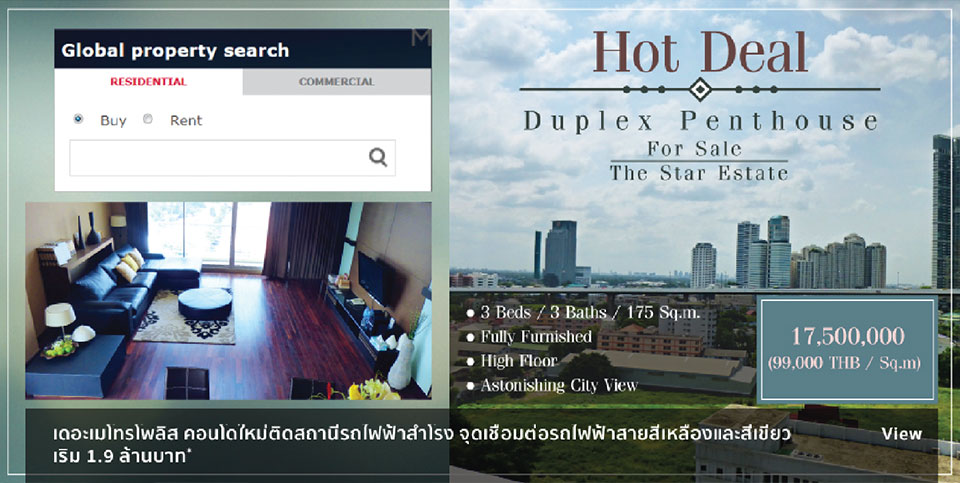 Global property search
RESIDENTIAL
COMMERCIAL
Buy
Rent
Hot Deal
Duplex Penthouse
For Sale
The Star Estate
3 Beds / 3 Baths / 175 Sq.m.
Fully Furnished
High Floor
Astonishing City View
17,500,000
(99,000 THB / Sq.m)
เดอะเมโทรโพลิส คอนโดใหม่ติดสถานีรถไฟฟ้าสำโรง จุดเชื่อมต่อรถไฟฟ้าสายสีเหลืองและสีเขียว
เริ่ม 1.9 ล้านบาท*
View